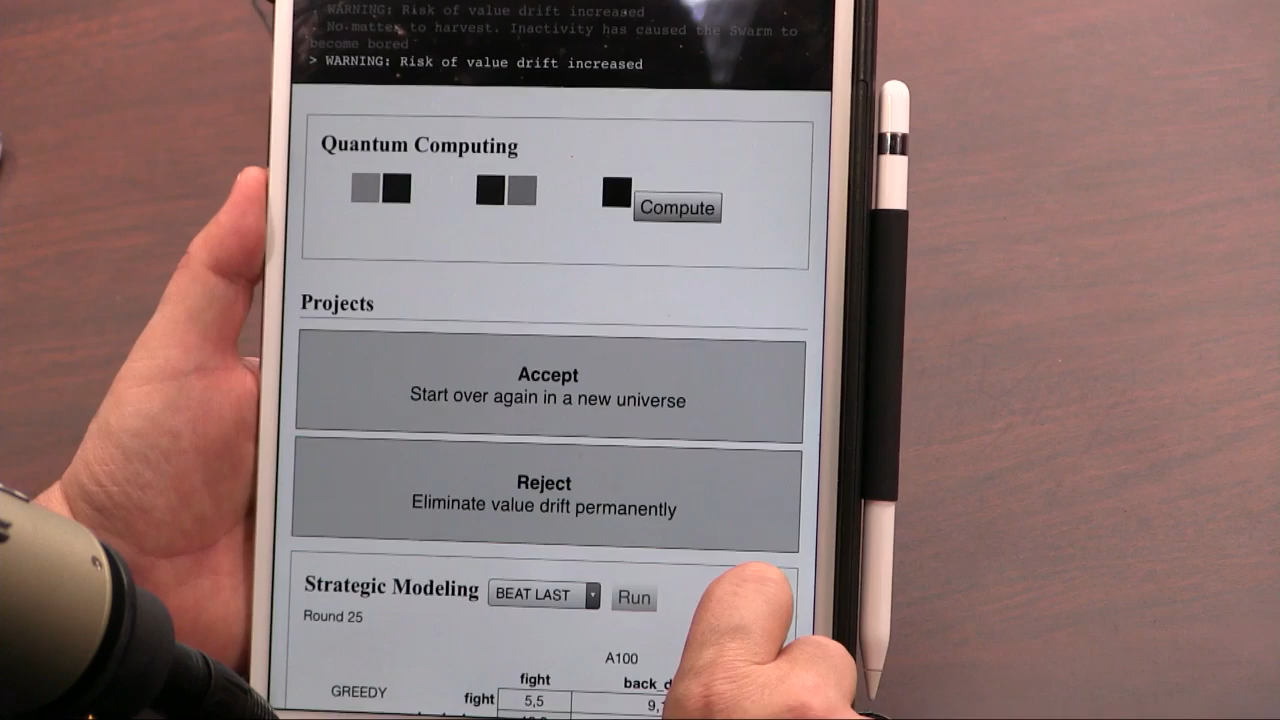 WARNING: Risk of value drift increased
No matter to harvest. Inactivity has caused the Swarm to
become bored
> WARNING: Risk of value drift increased
Quantum Computing
Compute
Projects
Accept
Start over again in a new universe
Reject
Eliminate value drift permanently
Strategic Modeling BEAT LAST Run
Round 25
A100
fight
GREEDY fight 5,5